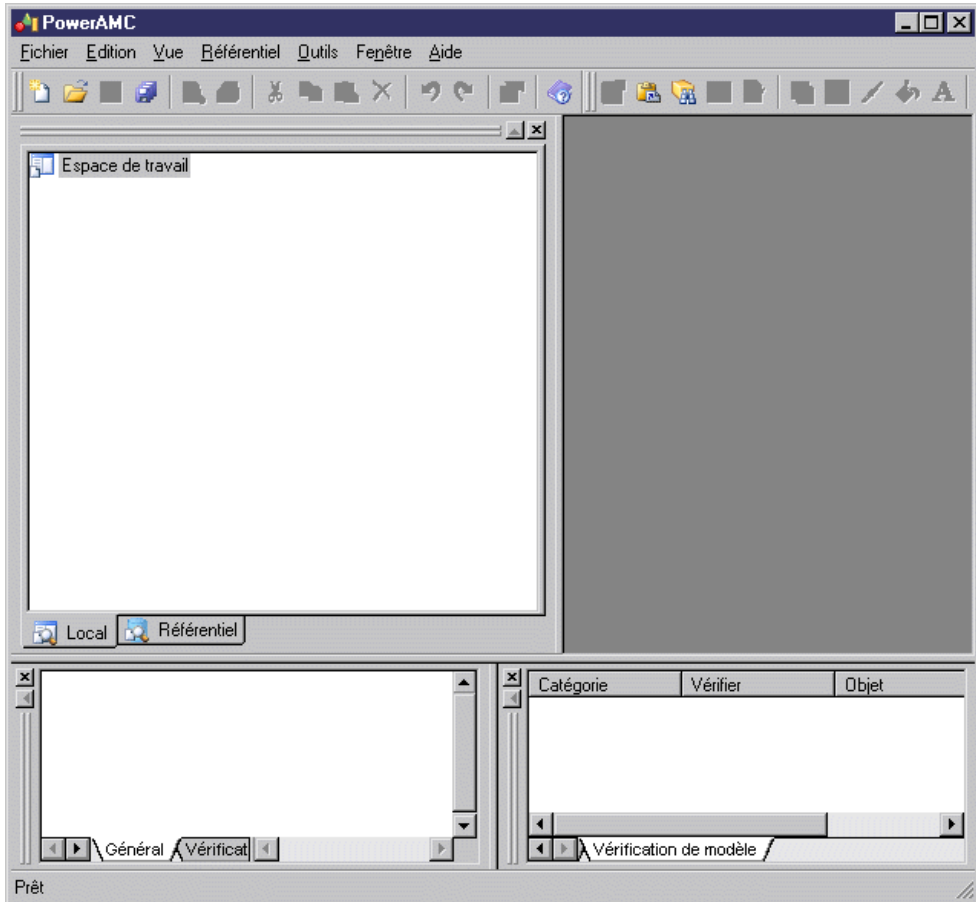 PowerAMC
Fichier Edition Vue Référentiel Outils Fenêtre Aide
Espace de travail
Local Référentiel
Catégorie Vérifier Objet
Général Vérificat
Vérification de modèle
Prêt